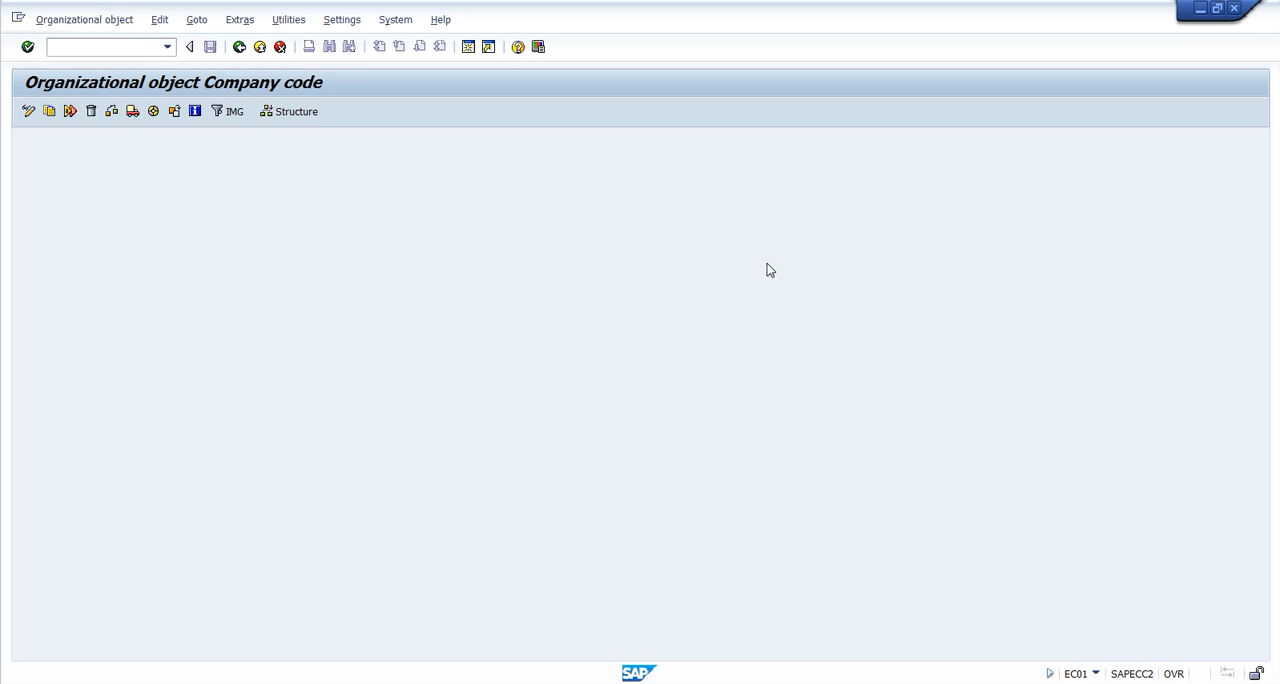 Organizational object Edit Goto Extras Utilities Settings System Help
Organizational object Company code
IMG Structure
SAP EC01 SAPECC2 OVR